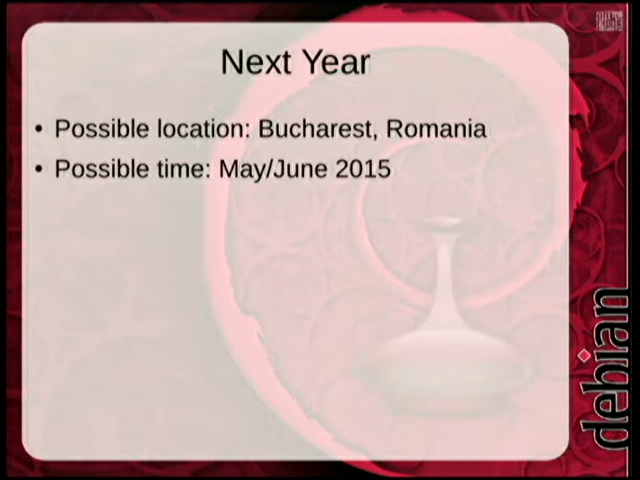 Next Year
• Possible location: Bucharest, Romania
• Possible time: May/June 2015
debian